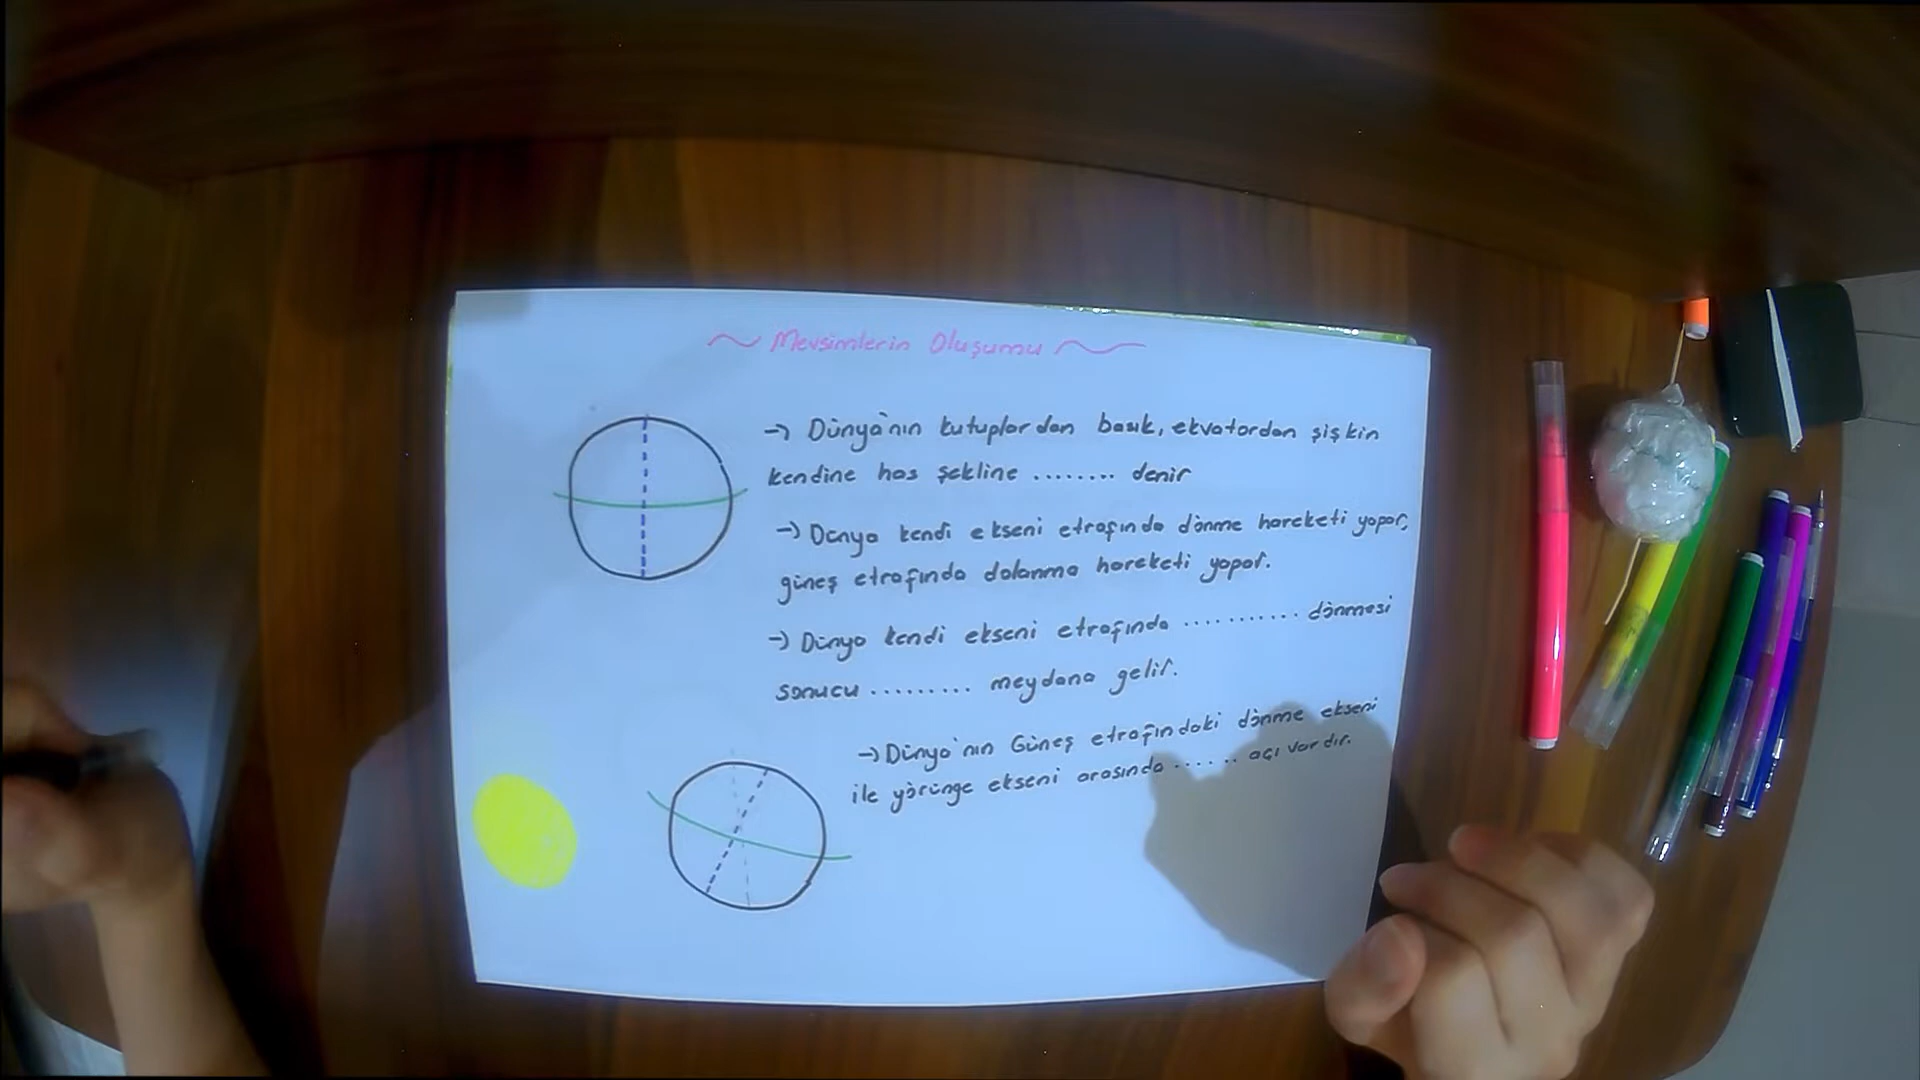 Mevsimlerin Oluşumu
→ Dünya'nın kutuplardan basık, ekvatordan şişkin
kendine has şekline ........ denir
→ Dünya kendi ekseni etrafında dönme hareketi yapar,
güneş etrafında dolanma hareketi yapar.
→ Dünya kendi ekseni etrafında ........... dönmesi
sonucu .......... meydana gelir.
→ Dünya'nın Güneş etrafındaki dönme ekseni
ile yörünge ekseni arasında ...... açı vardır.